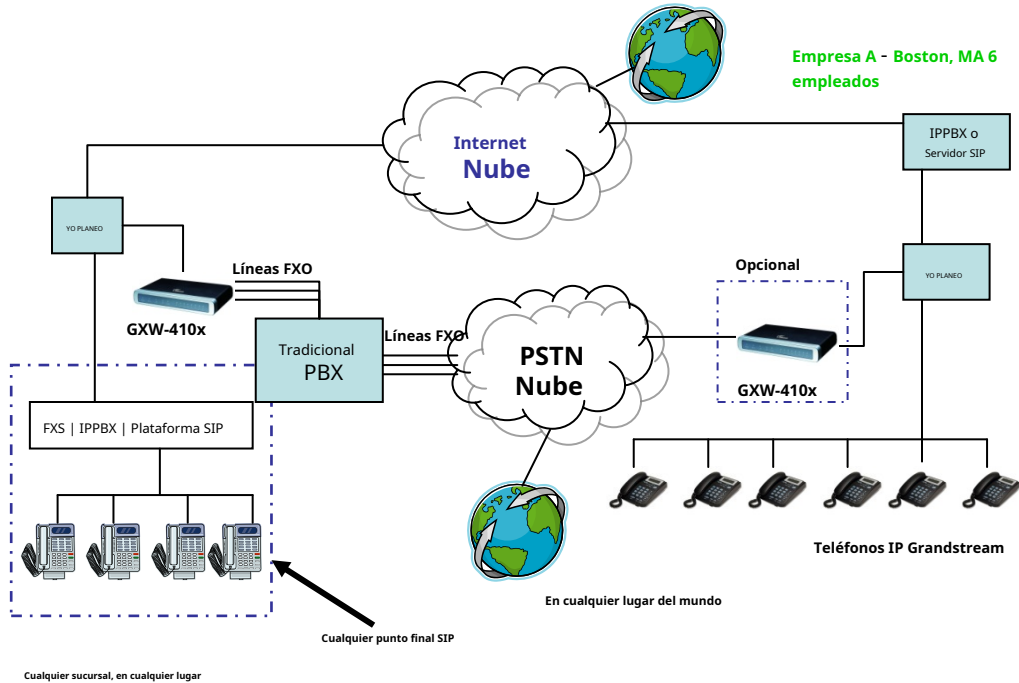 Empresa A - Boston, MA 6
empleados
Internet
Nube
IPPBX o
Servidor SIP
YO PLANEO
YO PLANEO
Líneas FXO
Opcional
GXW-410x
Líneas FXO
Tradicional
PBX
PSTN
Nube
GXW-410x
FXS | IPPBX | Plataforma SIP
Teléfonos IP Grandstream
En cualquier lugar del mundo
Cualquier punto final SIP
Cualquier sucursal, en cualquier lugar